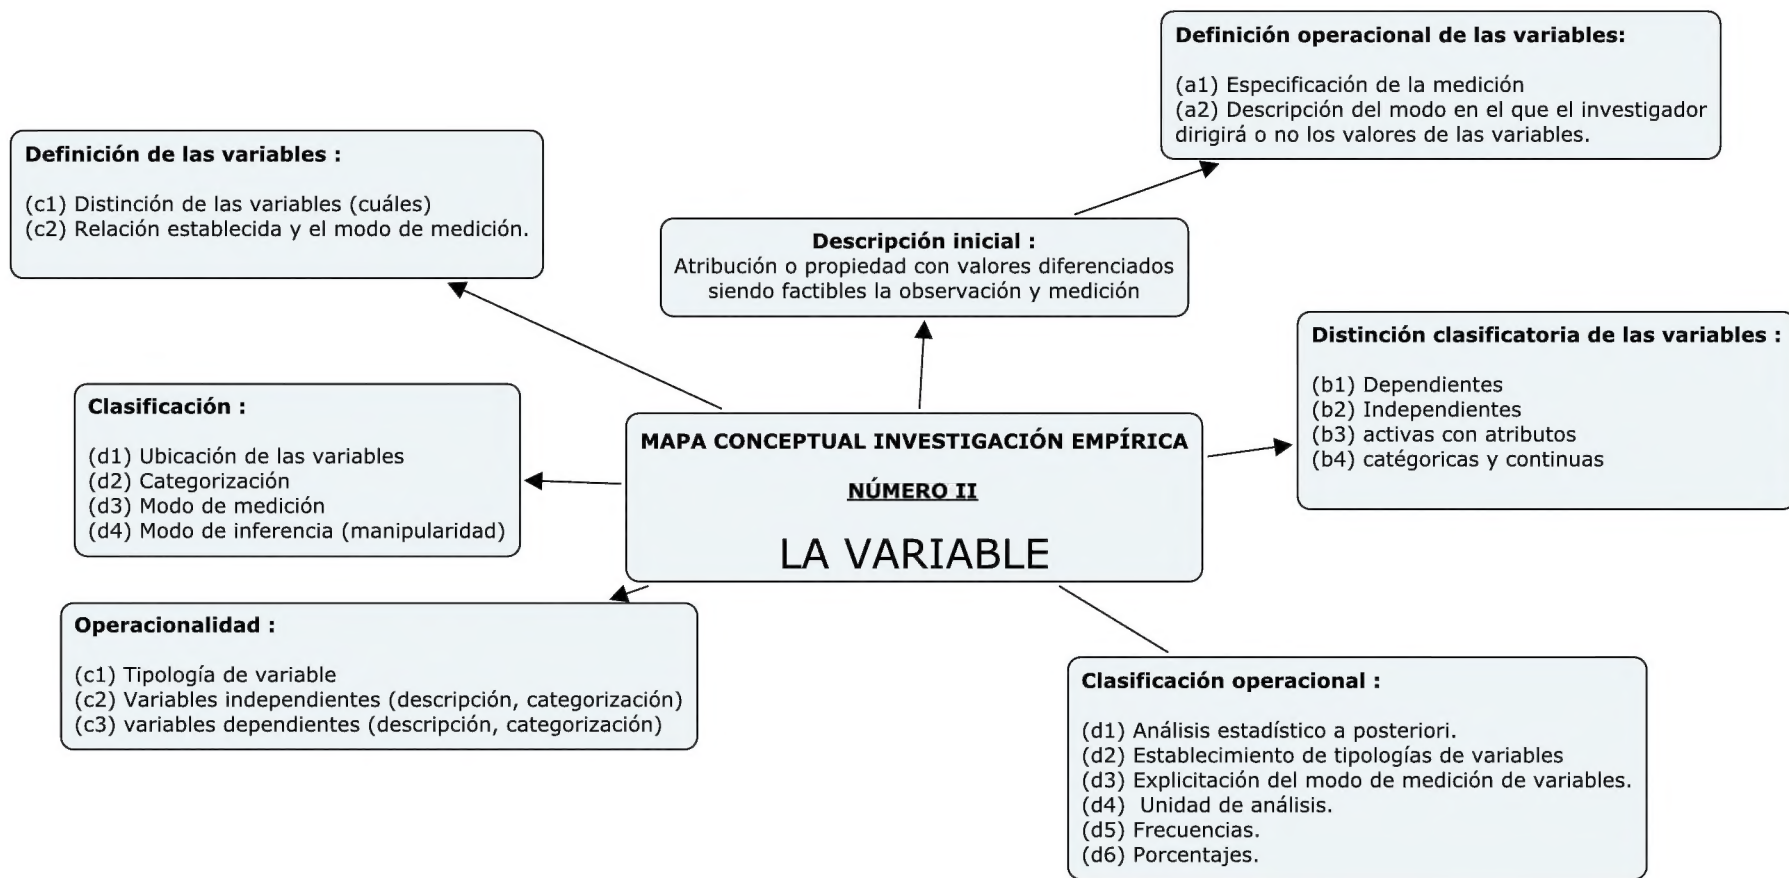 Definición operacional de las variables:
(a1) Especificación de la medición
(a2) Descripción del modo en el que el investigador
dirigirá o no los valores de las variables.
Definición de las variables :
(c1) Distinción de las variables (cuáles)
(c2) Relación establecida y el modo de medición.
Descripción inicial :
Atribución o propiedad con valores diferenciados
siendo factibles la observación y medición
Distinción clasificatoria de las variables :
(b1) Dependientes
(b2) Independientes
(b3) activas con atributos
(b4) catégoricas y continuas
Clasificación :
(d1) Ubicación de las variables
(d2) Categorización
(d3) Modo de medición
(d4) Modo de inferencia (manipularidad)
MAPA CONCEPTUAL INVESTIGACIÓN EMPÍRICA
NÚMERO II
LA VARIABLE
Operacionalidad :
(c1) Tipología de variable
(c2) Variables independientes (descripción, categorización)
(c3) variables dependientes (descripción, categorización)
Clasificación operacional :
(d1) Análisis estadístico a posteriori.
(d2) Establecimiento de tipologías de variables
(d3) Explicitación del modo de medición de variables.
(d4)  Unidad de análisis.
(d5) Frecuencias.
(d6) Porcentajes.